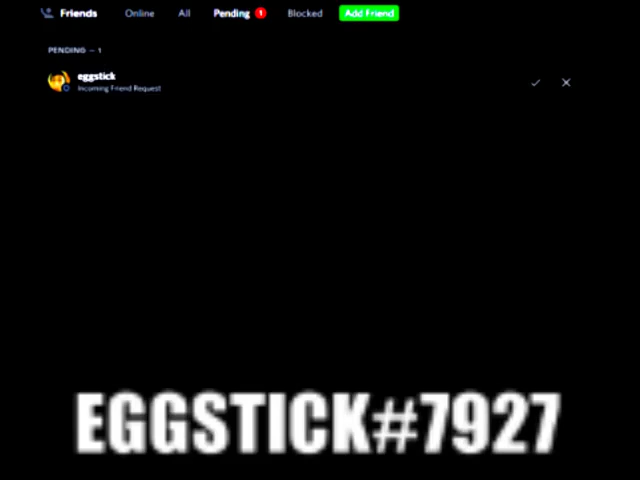 Friends Online All Pending 1 Blocked Add Friend
PENDING — 1
eggstick
Incoming Friend Request
EGGSTICK#7927